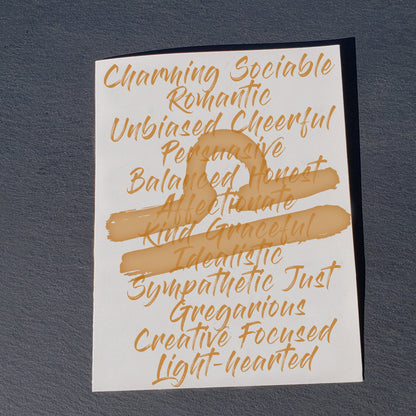 Charming Sociable
Romantic
Unbiased Cheerful
Persuasive
Balanced Honest
Affectionate
Kind Graceful
Idealistic
Sympathetic Just
Gregarious
Creative Focused
Light-hearted